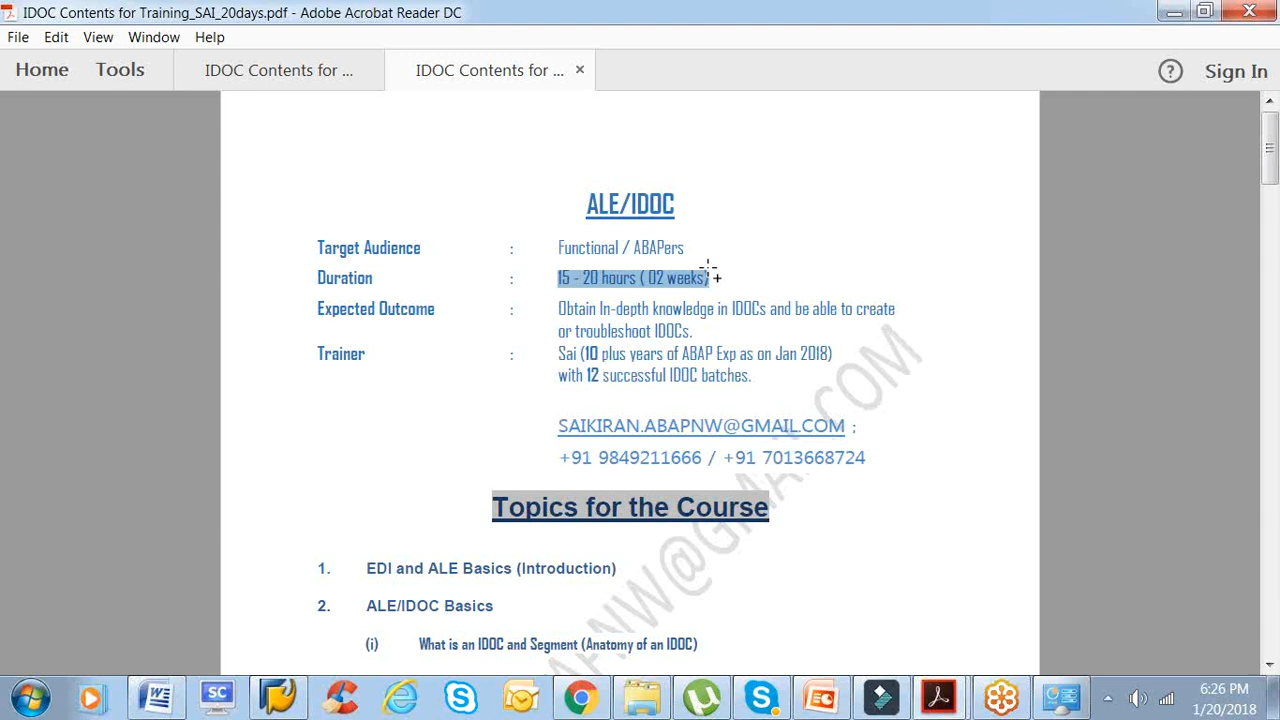 IDOC Contents for Training_SAI_20days.pdf - Adobe Acrobat Reader DC
File Edit View Window Help
Home Tools IDOC Contents for ... IDOC Contents for ... × ? Sign In
ALE/IDOC
Target Audience : Functional / ABAPers
Duration : 15 - 20 hours ( 02 weeks)
Expected Outcome : Obtain In-depth knowledge in IDOCs and be able to create
or troubleshoot IDOCs.
Trainer : Sai (10 plus years of ABAP Exp as on Jan 2018)
with 12 successful IDOC batches.
SAIKIRAN.ABAPNW@GMAIL.COM ;
+91 9849211666 / +91 7013668724
Topics for the Course
1. EDI and ALE Basics (Introduction)
2. ALE/IDOC Basics
(i) What is an IDOC and Segment (Anatomy of an IDOC)
NW@GMAIL.COM
SC
6:26 PM
1/20/2018